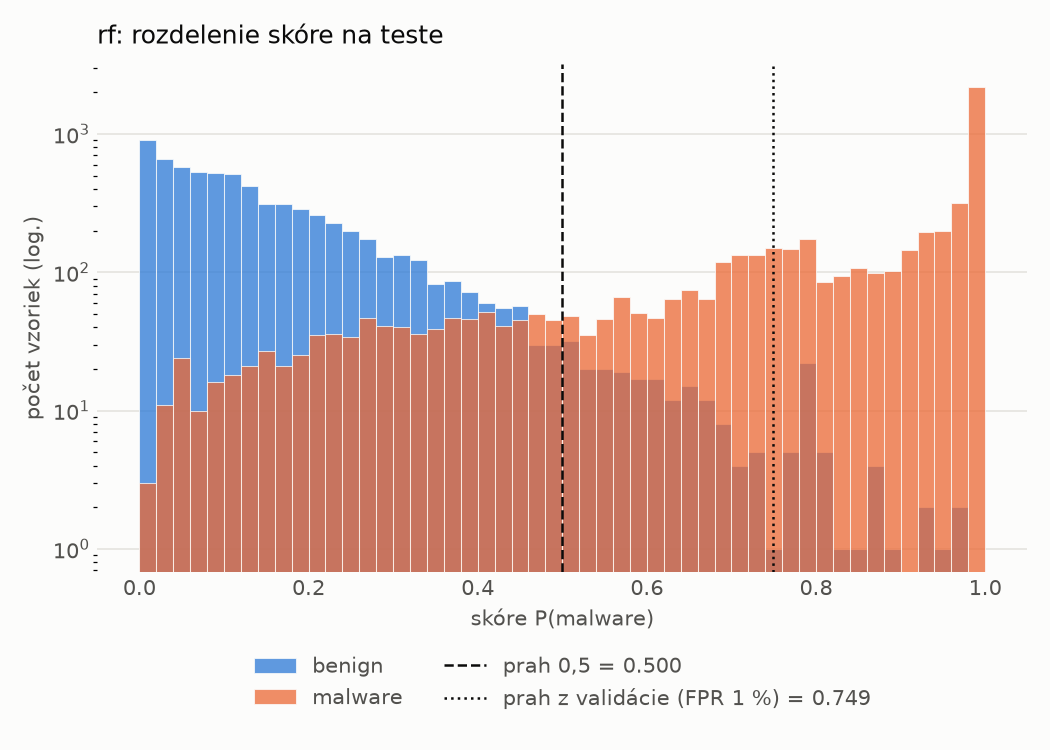 rf: rozdelenie skóre na teste
počet vzoriek (log.)
10³
10²
10¹
10⁰
0.0 0.2 0.4 0.6 0.8 1.0
skóre P(malware)
benign
malware
prah 0,5 = 0.500
prah z validácie (FPR 1 %) = 0.749